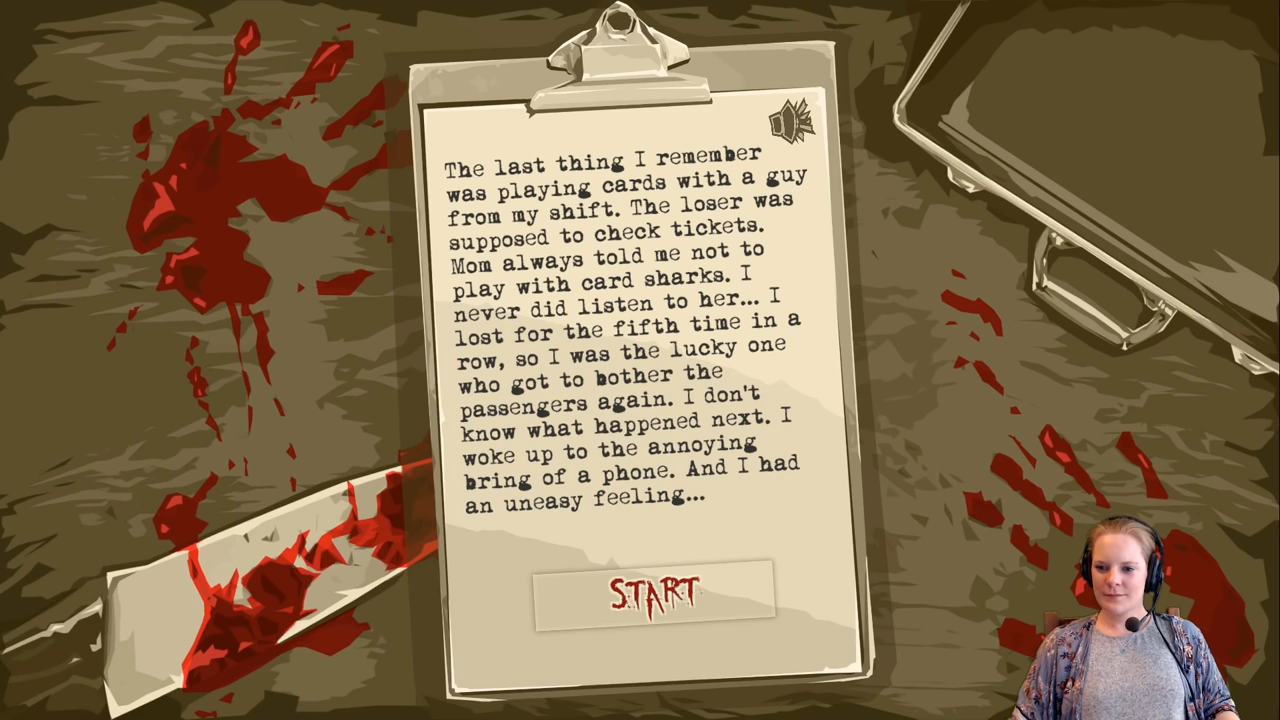 The last thing I remember
was playing cards with a guy
from my shift. The loser was
supposed to check tickets.
Mom always told me not to
play with card sharks. I
never did listen to her... I
lost for the fifth time in a
row, so I was the lucky one
who got to bother the
passengers again. I don't
know what happened next. I
woke up to the annoying
bring of a phone. And I had
an uneasy feeling...
START